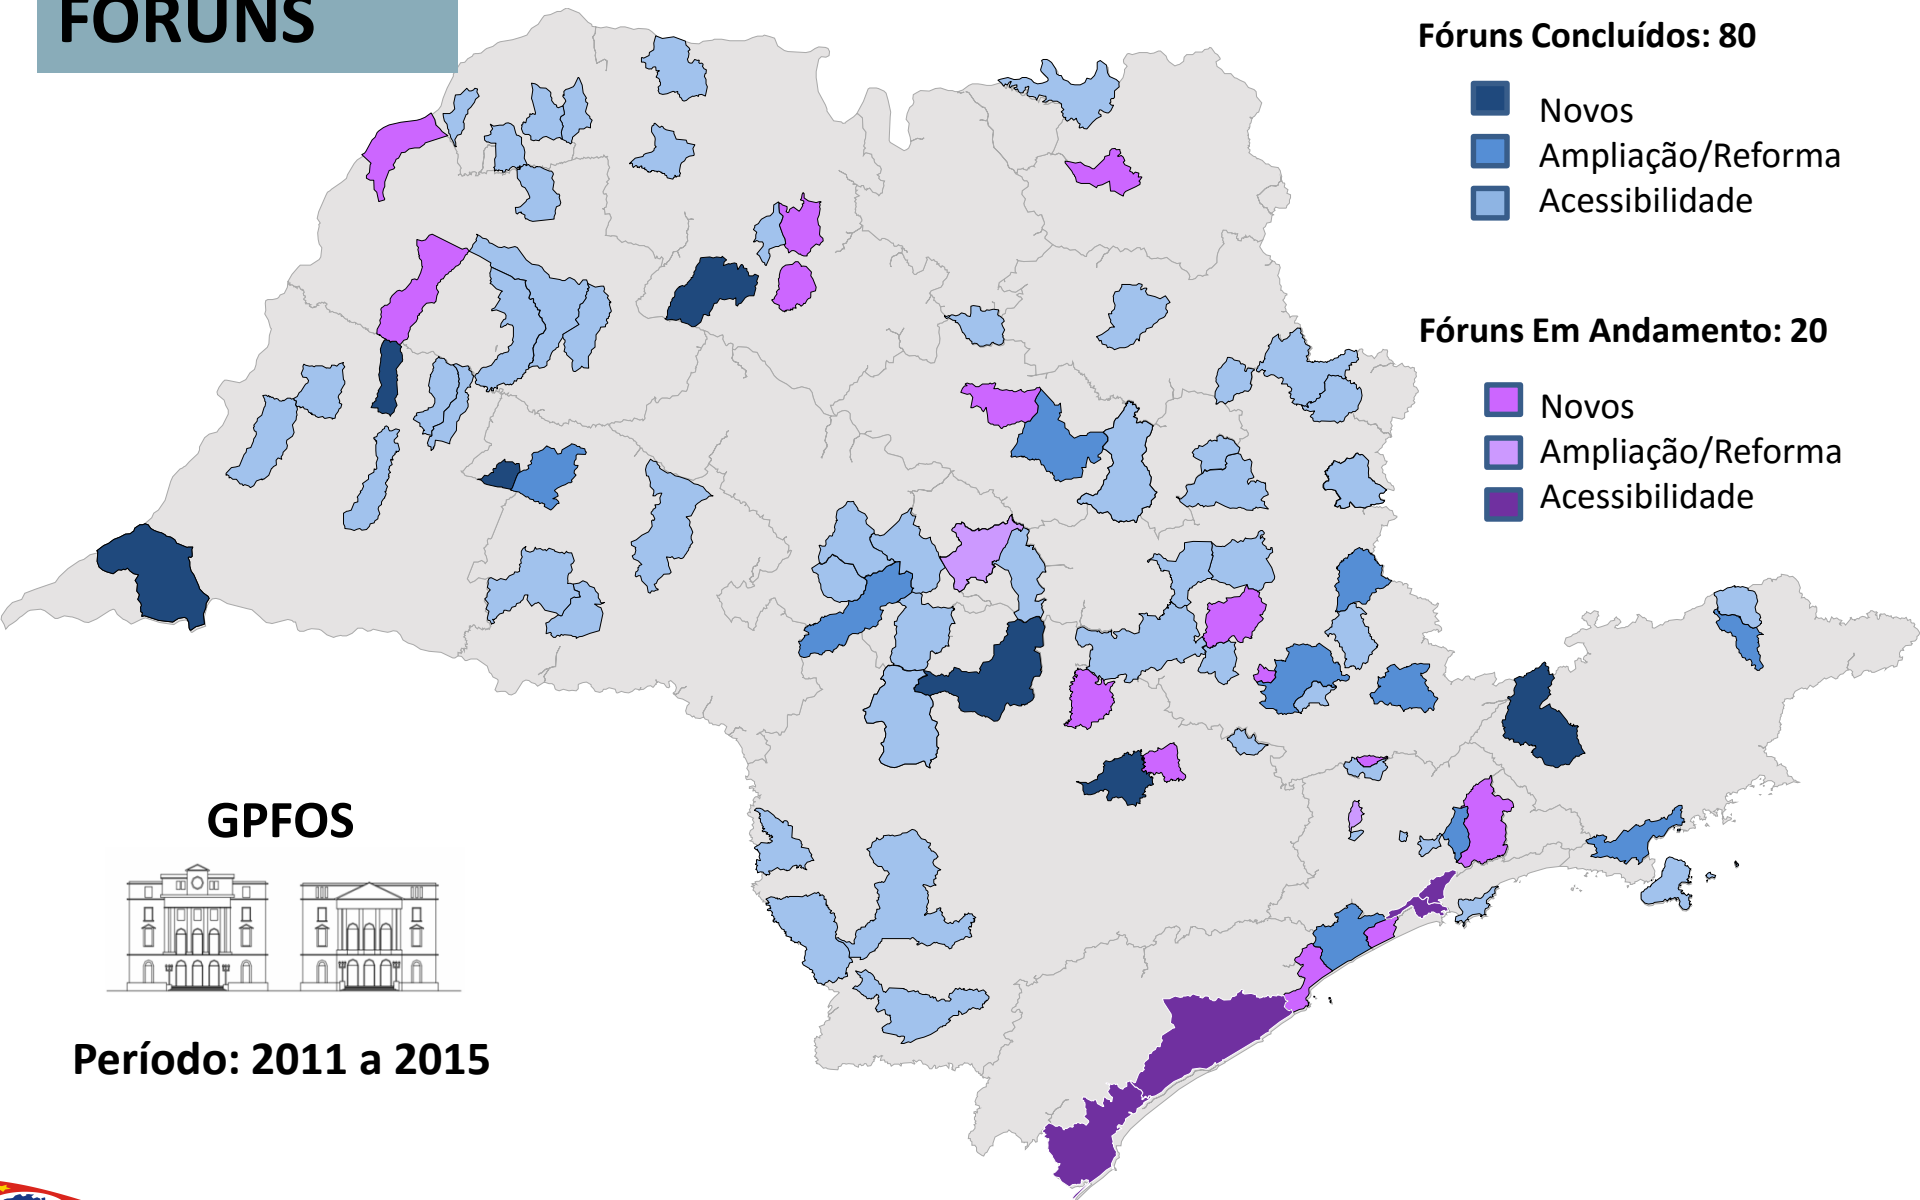 FÓRUNS
Fóruns Concluídos: 80
Novos
Ampliação/Reforma
Acessibilidade
Fóruns Em Andamento: 20
Novos
Ampliação/Reforma
Acessibilidade
GPFOS
Período: 2011 a 2015